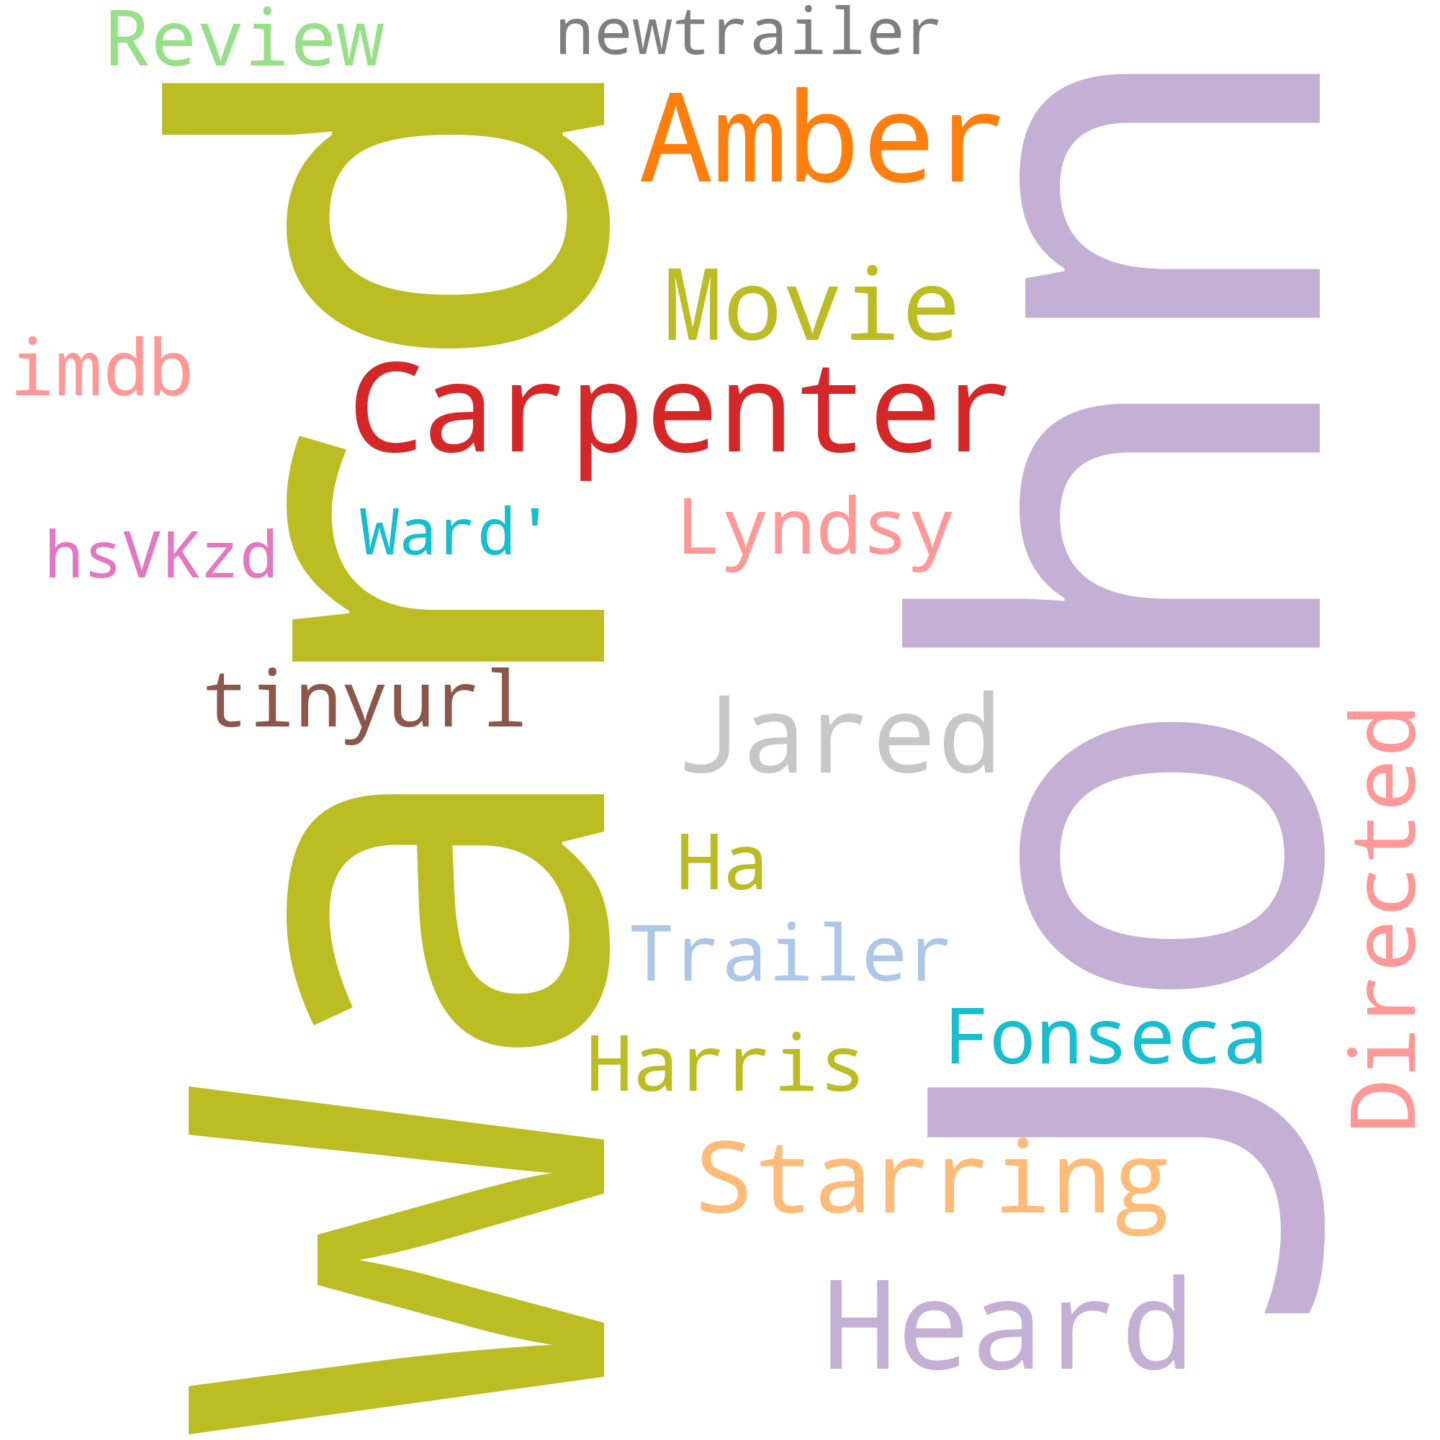 Review
newtrailer
Ward
Amber
John
Movie
imdb
Carpenter
hsVKzd
Ward'
Lyndsy
tinyurl
Jared
Directed
Ha
Trailer
Fonseca
Harris
Starring
Heard